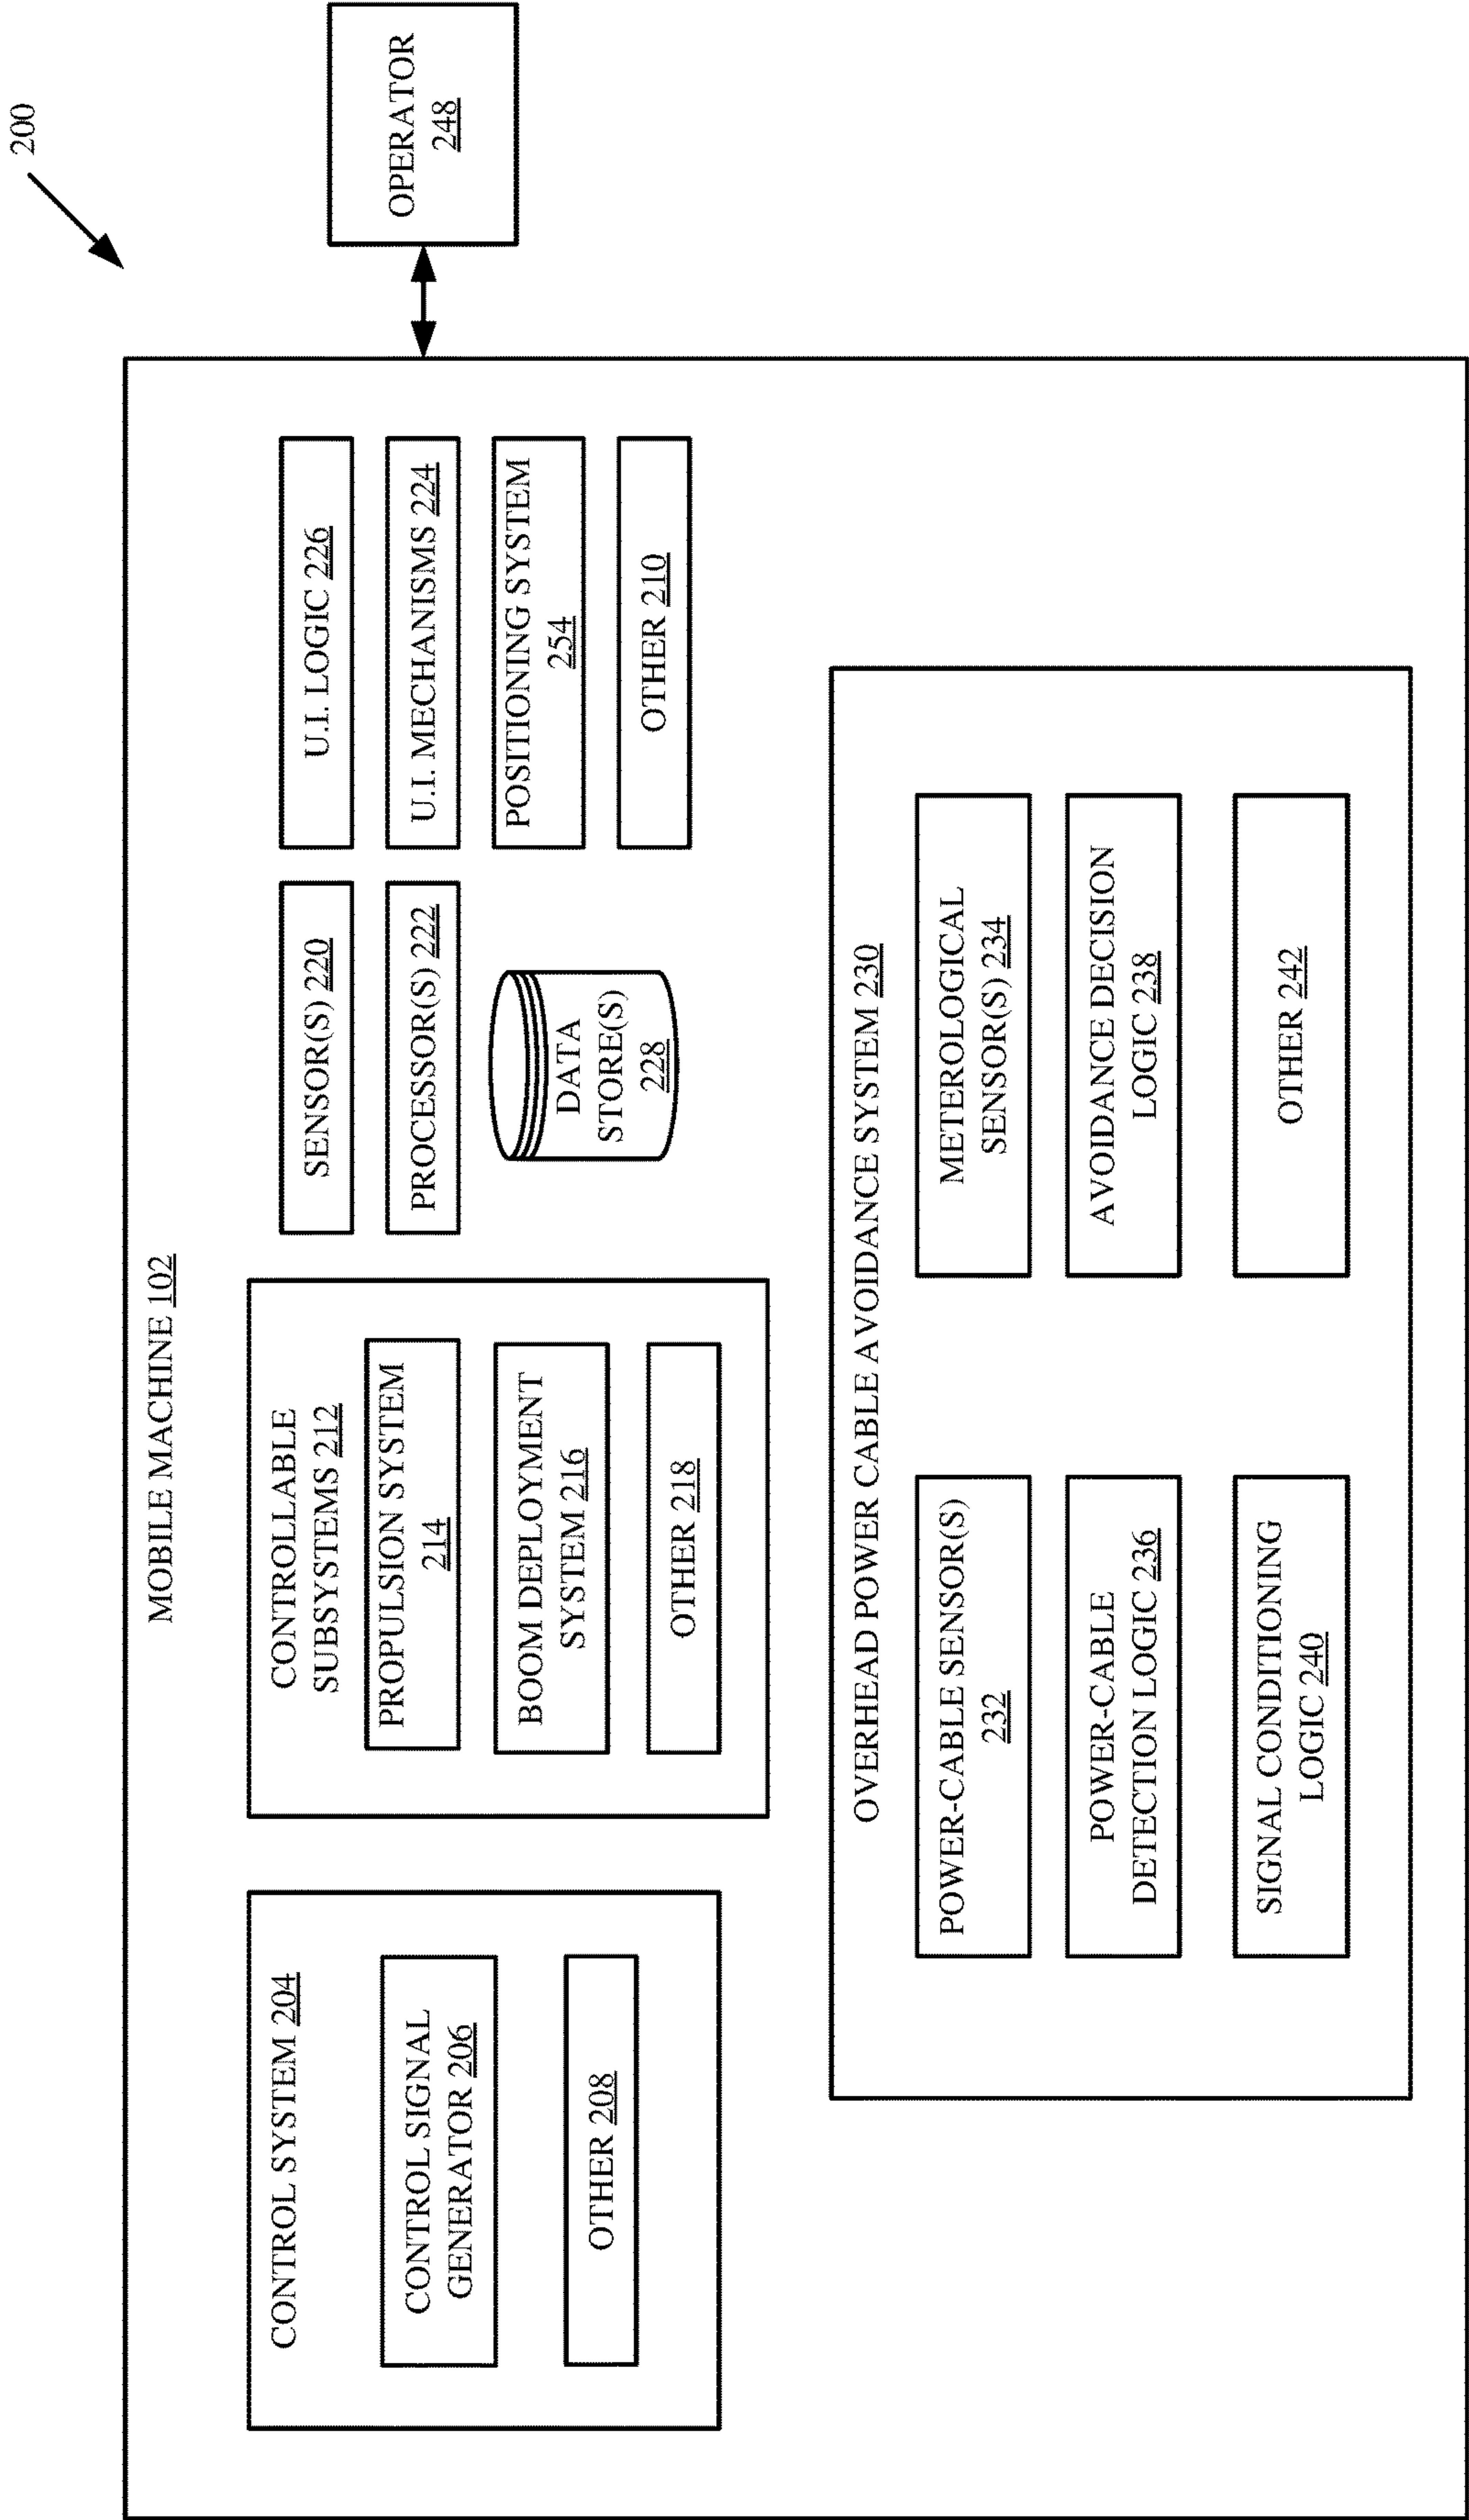 200
MOBILE MACHINE 102
CONTROL SYSTEM 204
CONTROL SIGNAL
GENERATOR 206
OTHER 208
CONTROLLABLE
SUBSYSTEMS 212
PROPULSION SYSTEM
214
BOOM DEPLOYMENT
SYSTEM 216
OTHER 218
SENSOR(S) 220
PROCESSOR(S) 222
DATA
STORE(S)
228
U.I. LOGIC 226
U.I. MECHANISMS 224
POSITIONING SYSTEM
254
OTHER 210
OPERATOR
248
OVERHEAD POWER CABLE AVOIDANCE SYSTEM 230
POWER-CABLE SENSOR(S)
232
POWER-CABLE
DETECTION LOGIC 236
SIGNAL CONDITIONING
LOGIC 240
METEROLOGICAL
SENSOR(S) 234
AVOIDANCE DECISION
LOGIC 238
OTHER 242